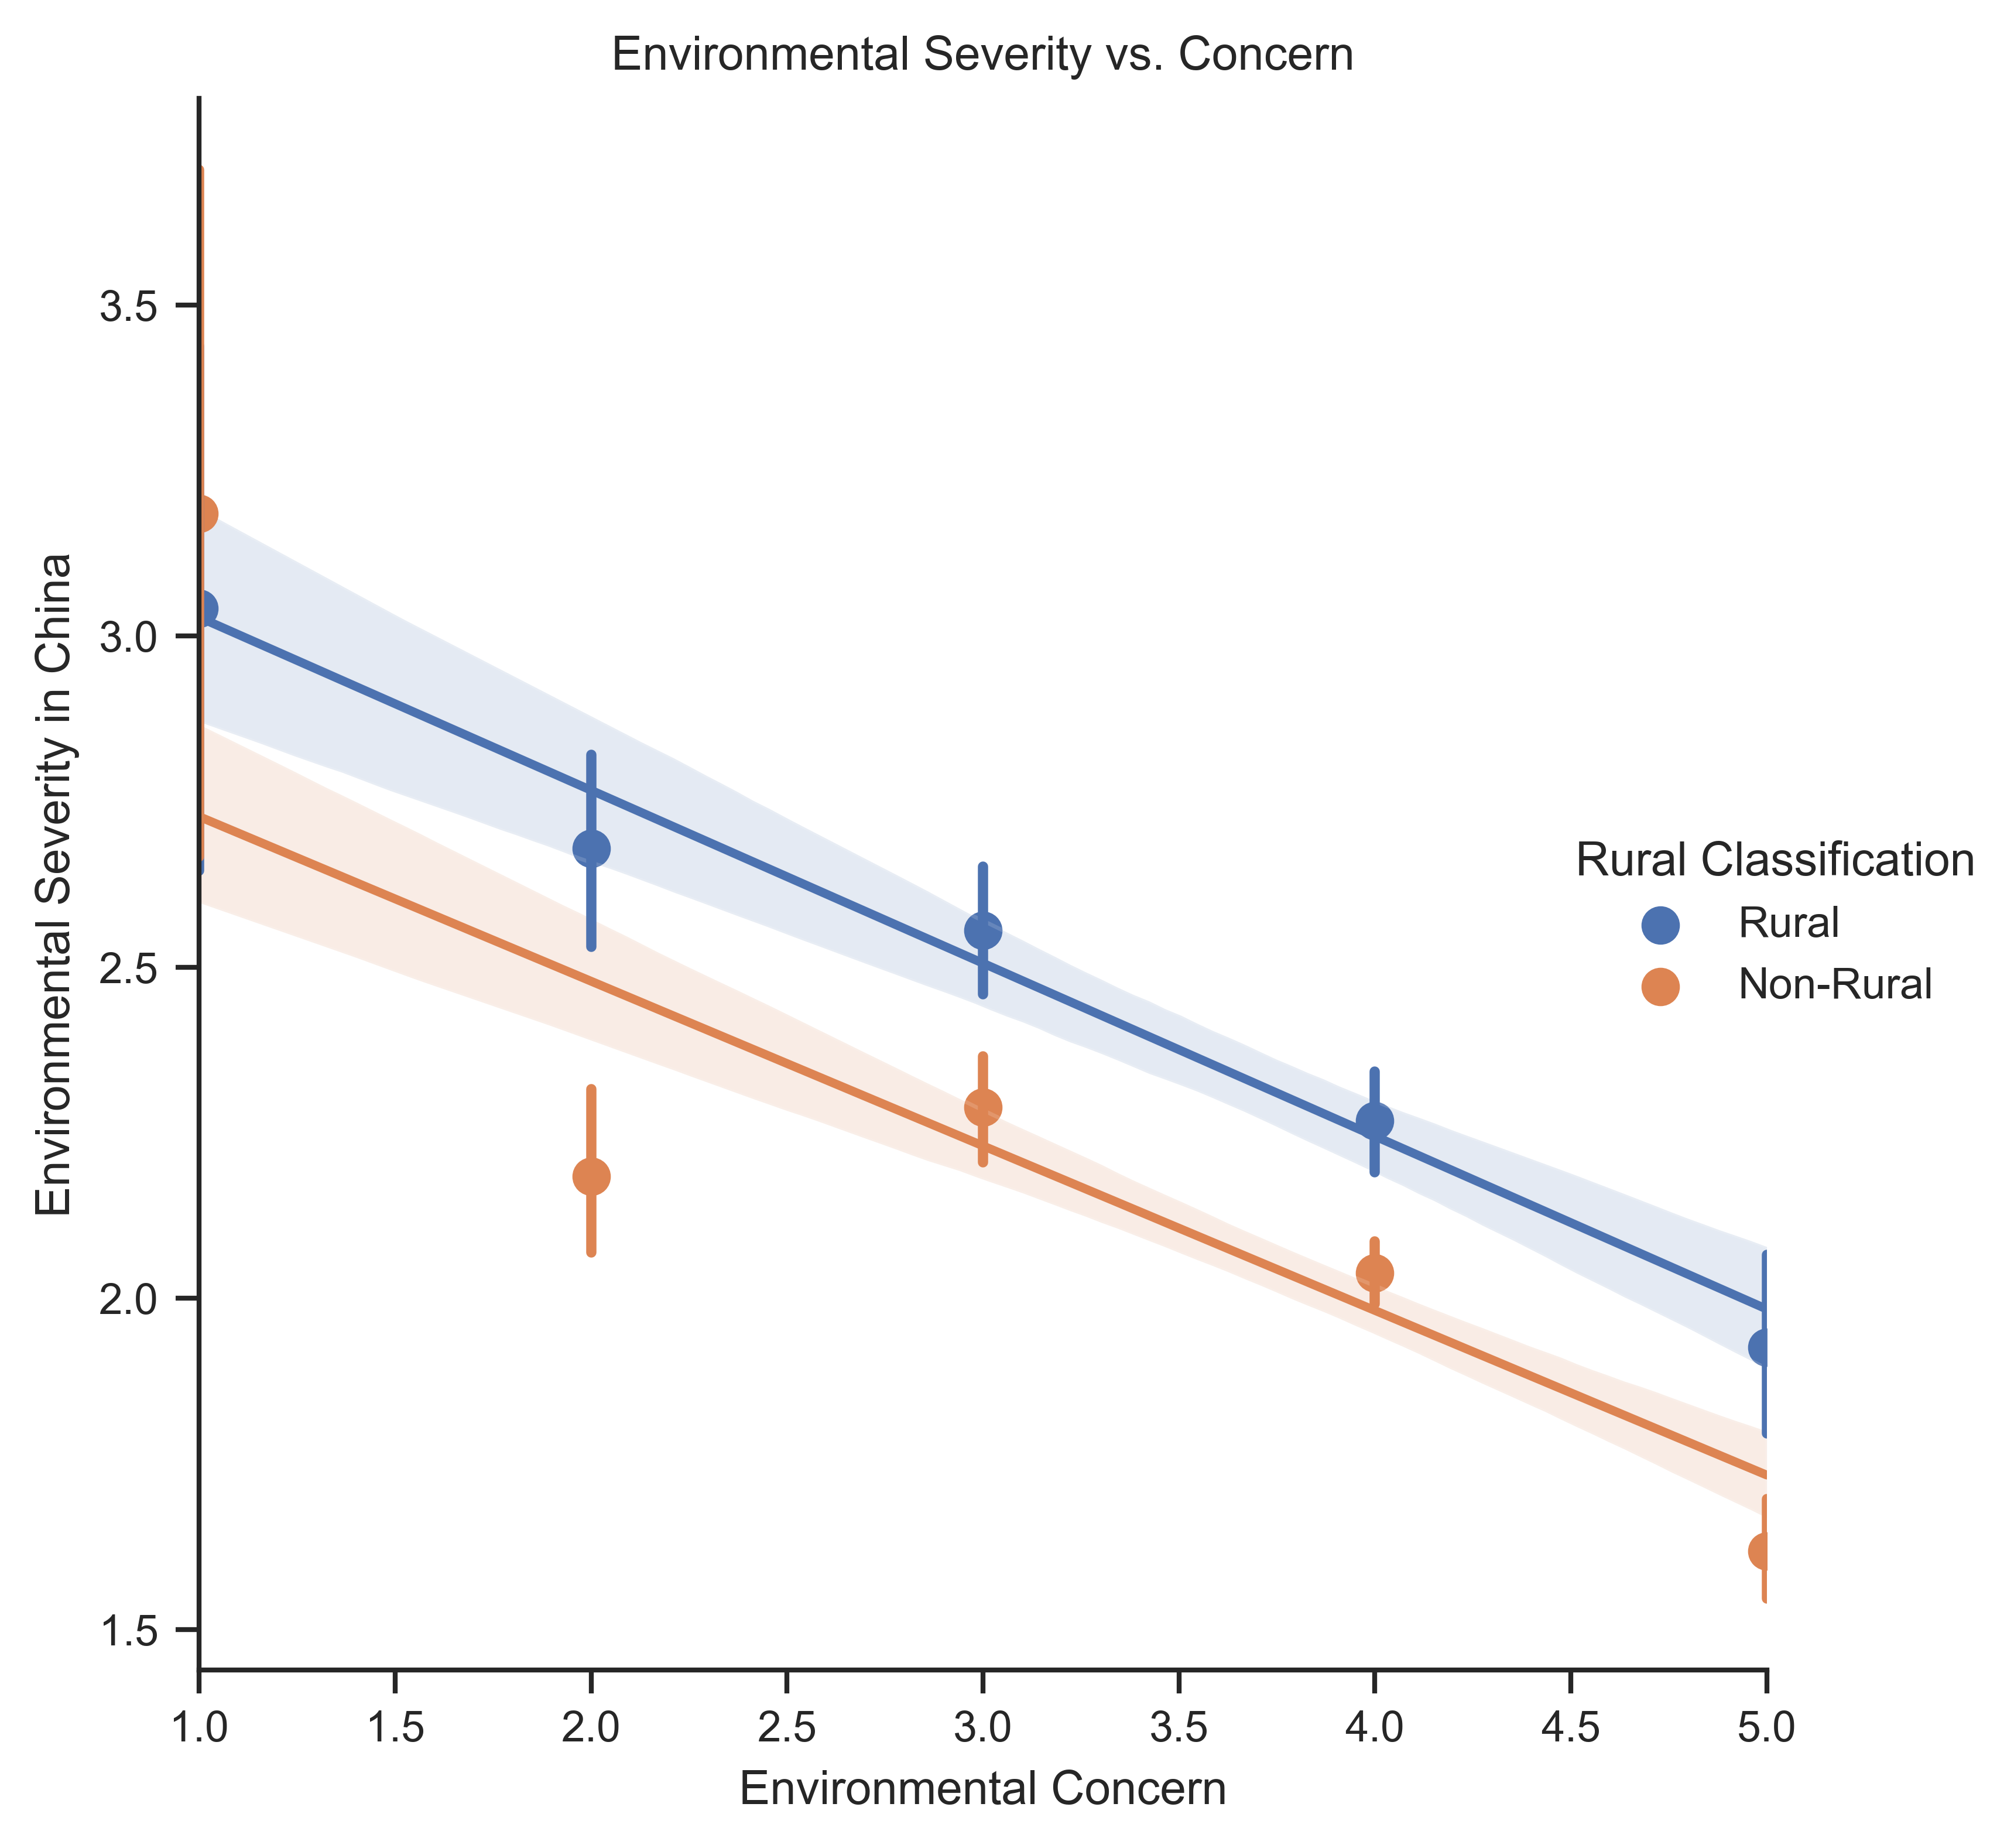 Environmental Severity vs. Concern
Environmental Severity in China
3.5
3.0
2.5
2.0
1.5
Rural Classification
Rural
Non-Rural
1.0 1.5 2.0 2.5 3.0 3.5 4.0 4.5 5.0
Environmental Concern